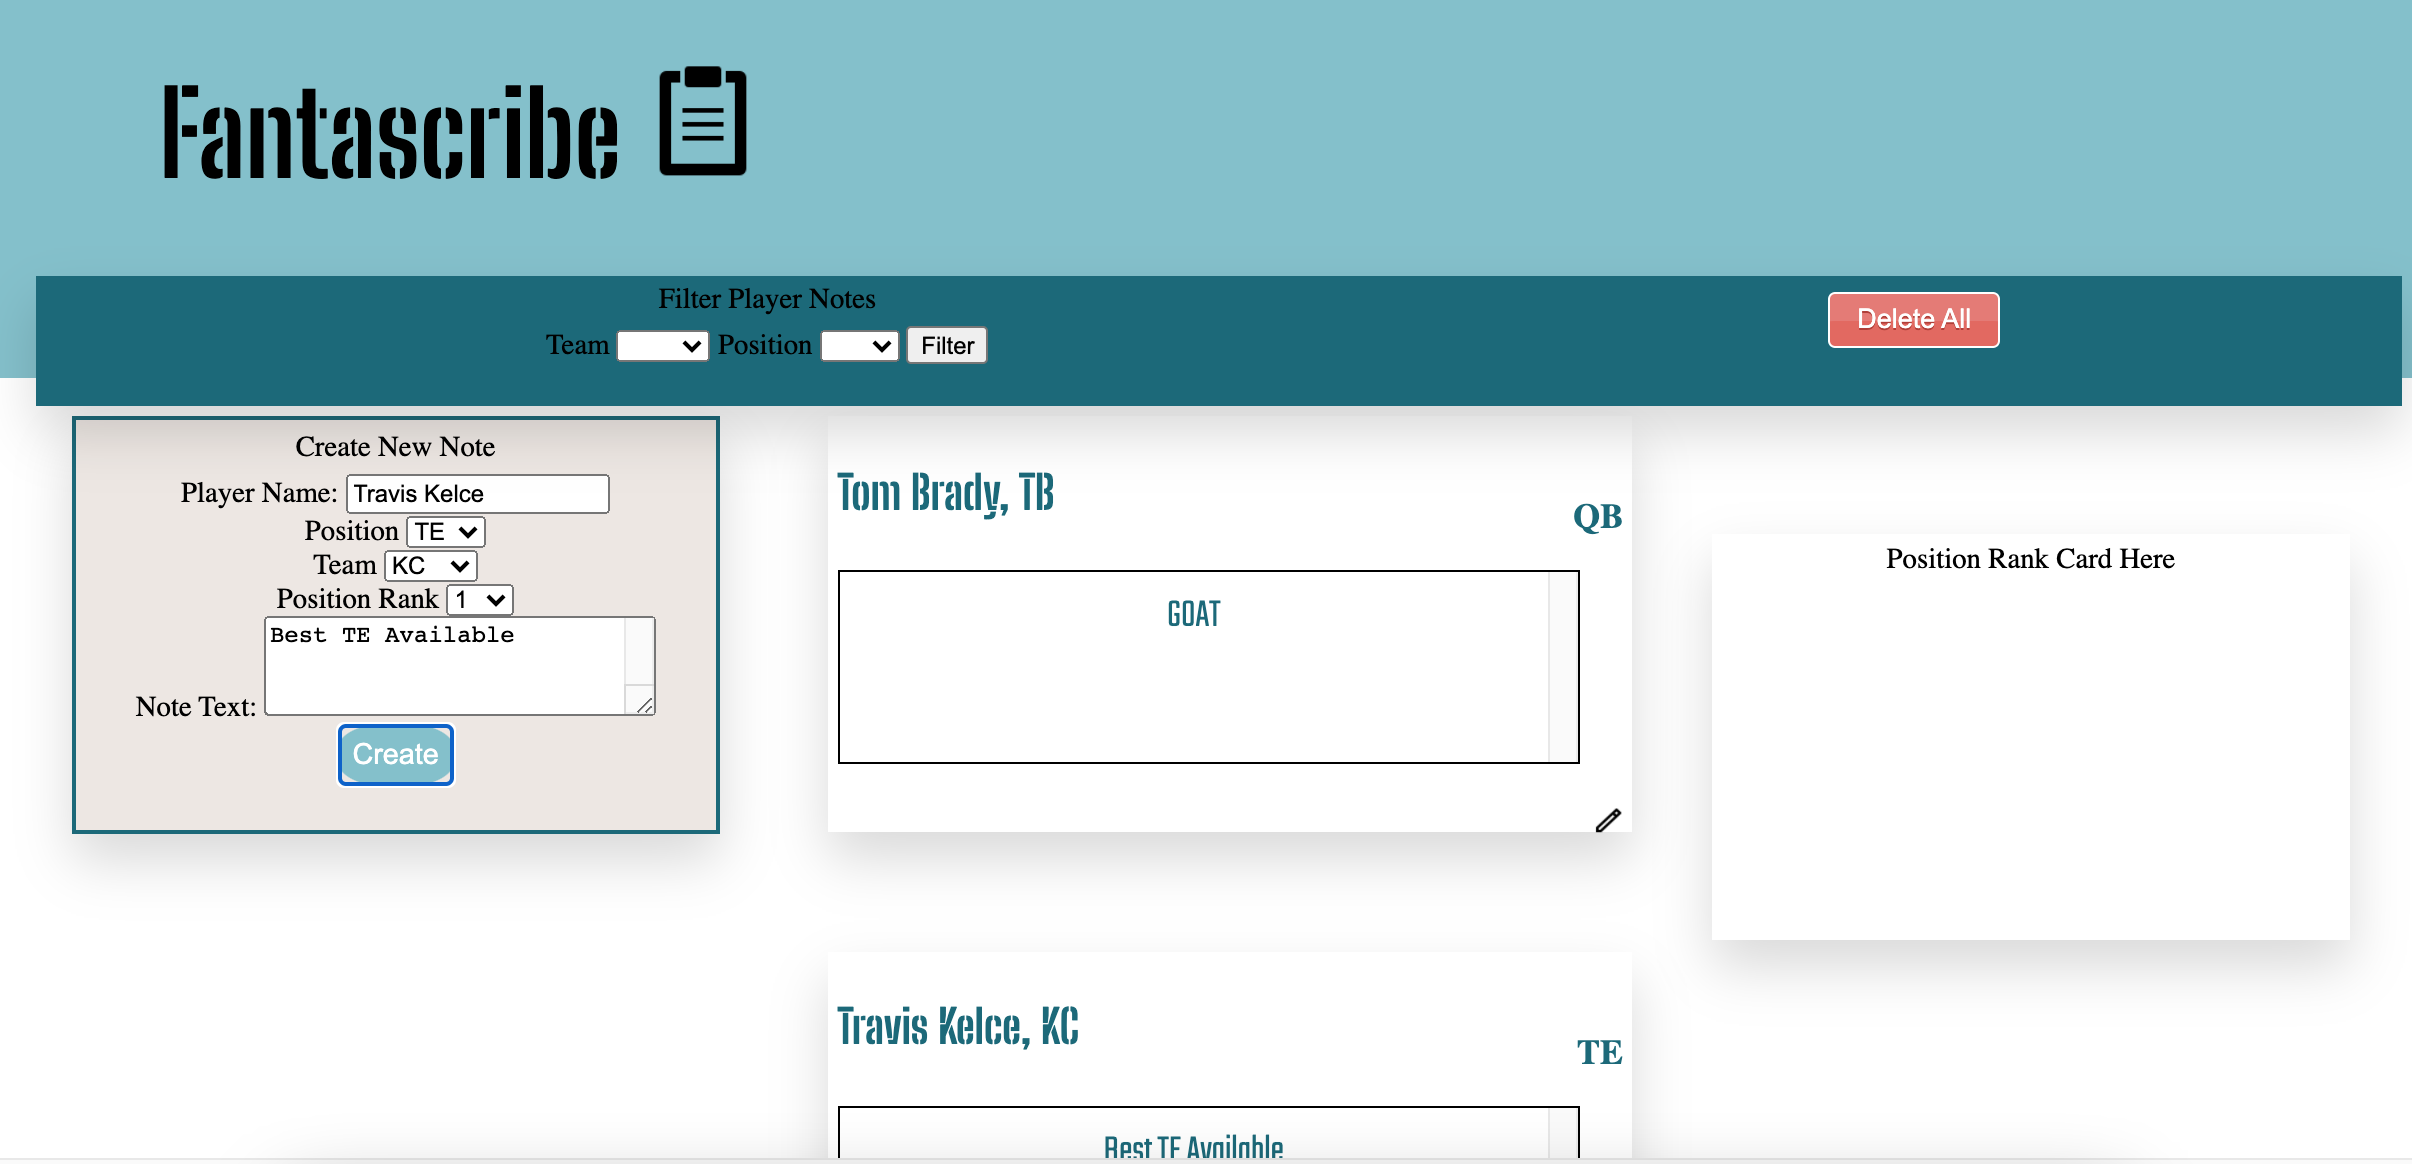 Fantascribe
Filter Player Notes
Team Position Filter
Delete All
Create New Note
Player Name: Travis Kelce
Position TE
Team KC
Position Rank 1
Note Text: Best TE Available
Create
Tom Brady, TB
QB
GOAT
Travis Kelce, KC
TE
Best TE Available
Position Rank Card Here